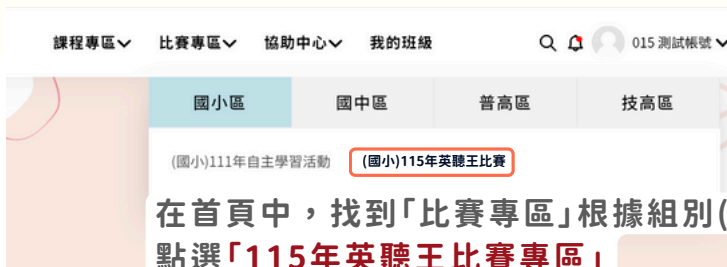 課程專區 比賽專區 協助中心 我的班級 015 測試帳號
國小區 國中區 普高區 技高區
(國小)111年自主學習活動 (國小)115年英聽王比賽
在首頁中，找到「比賽專區」根據組別(
點選「115年英聽王比賽專區」